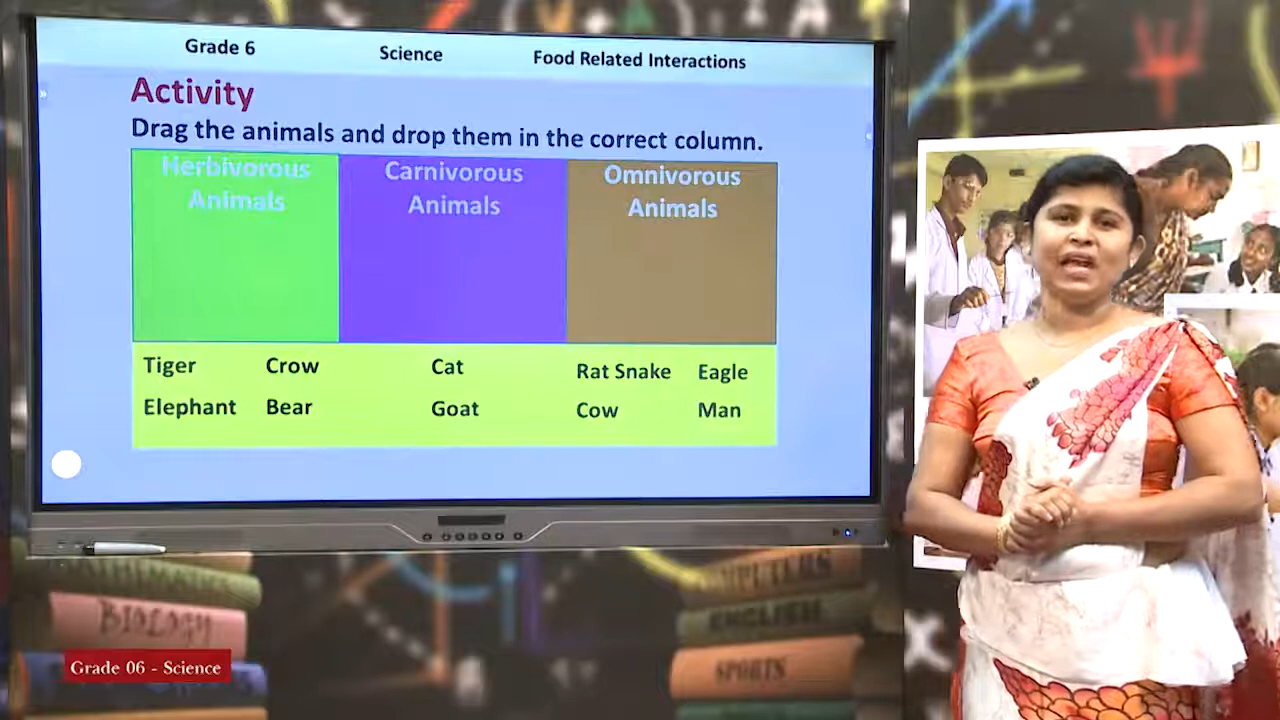 Grade 6 Science Food Related Interactions
Activity
Drag the animals and drop them in the correct column.
Herbivorous Animals
Carnivorous Animals
Omnivorous Animals
Tiger Crow Cat Rat Snake Eagle
Elephant Bear Goat Cow Man
BIOLOGY
ENGLISH
SPORTS
Grade 06 - Science